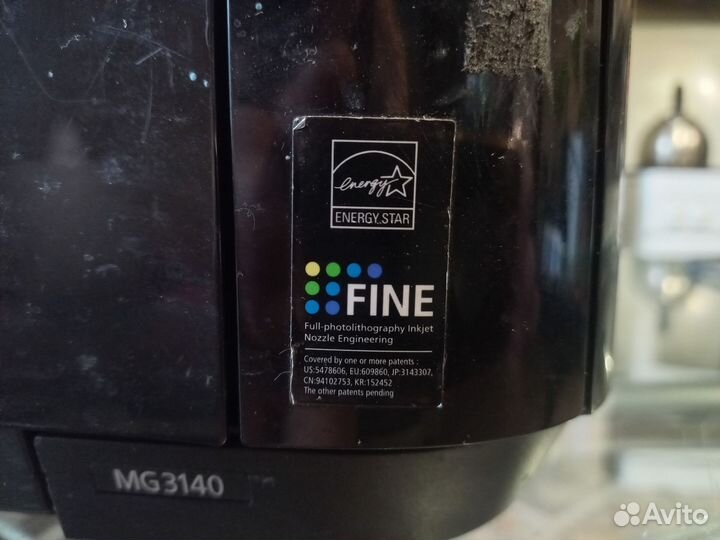 energy
ENERGY STAR
FINE
Full-photolithography Inkjet
Nozzle Engineering
Covered by one or more patents :
US:5478606, EU:609860, JP:3143307,
CN:94102753, KR:152452
The other patents pending
MG3140
Avito